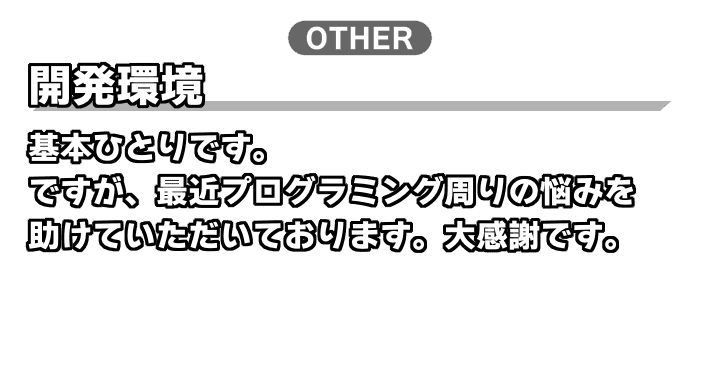 OTHER
開発環境
基本ひとりです。
ですが、最近プログラミング周りの悩みを
助けていただいております。大感謝です。